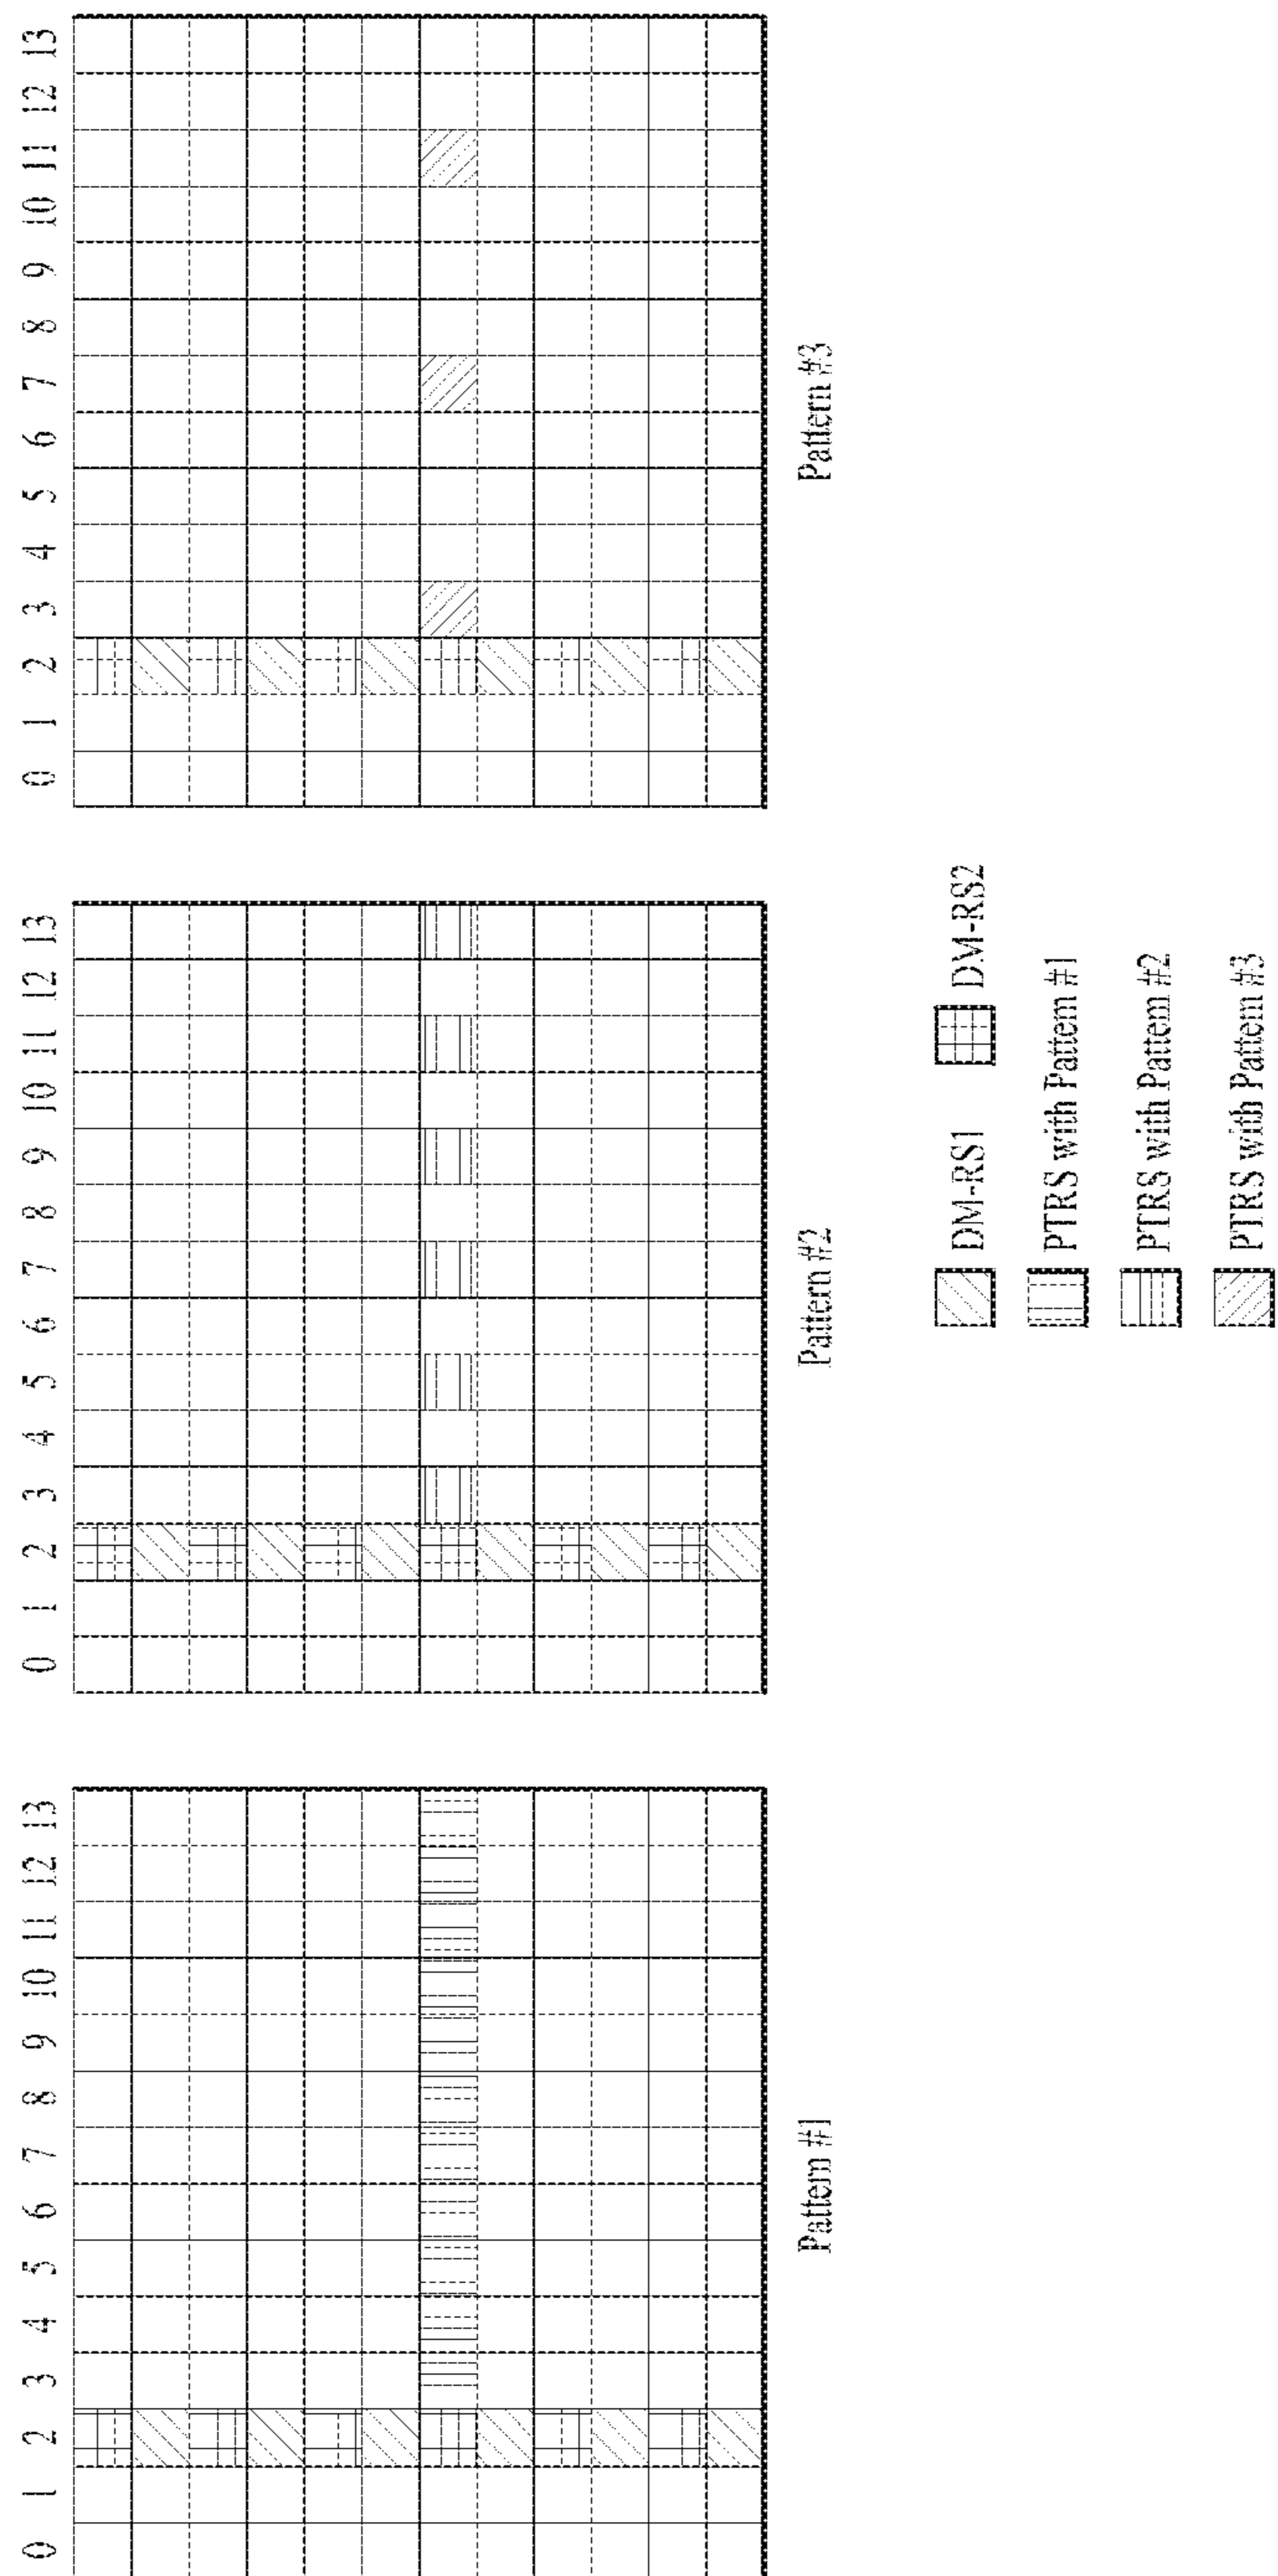 0 1 2 3 4 5 6 7 8 9 10 11 12 13
Pattern #1
0 1 2 3 4 5 6 7 8 9 10 11 12 13
Pattern #2
0 1 2 3 4 5 6 7 8 9 10 11 12 13
Pattern #3
DM-RS1 DM-RS2
PTRS with Pattern #1
PTRS with Pattern #2
PTRS with Pattern #3